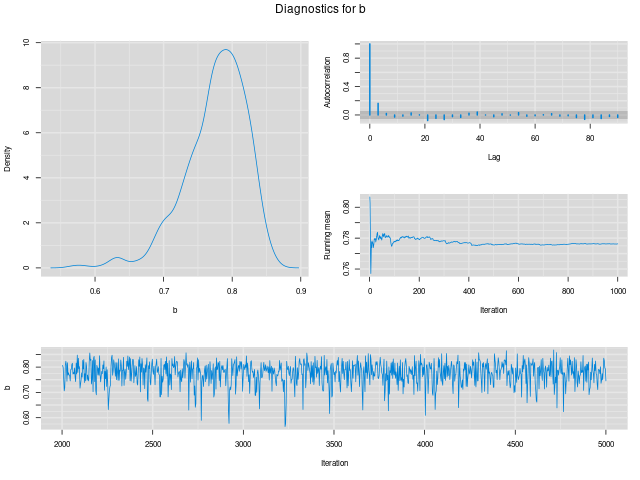 Diagnostics for b
Density
0 2 4 6 8 10
0.6 0.7 0.8 0.9
b
Autocorrelation
0.0 0.4 0.8
0 20 40 60 80
Lag
Running mean
0.76 0.78 0.80
0 200 400 600 800 1000
Iteration
b
0.60 0.70 0.80
2000 2500 3000 3500 4000 4500 5000
Iteration